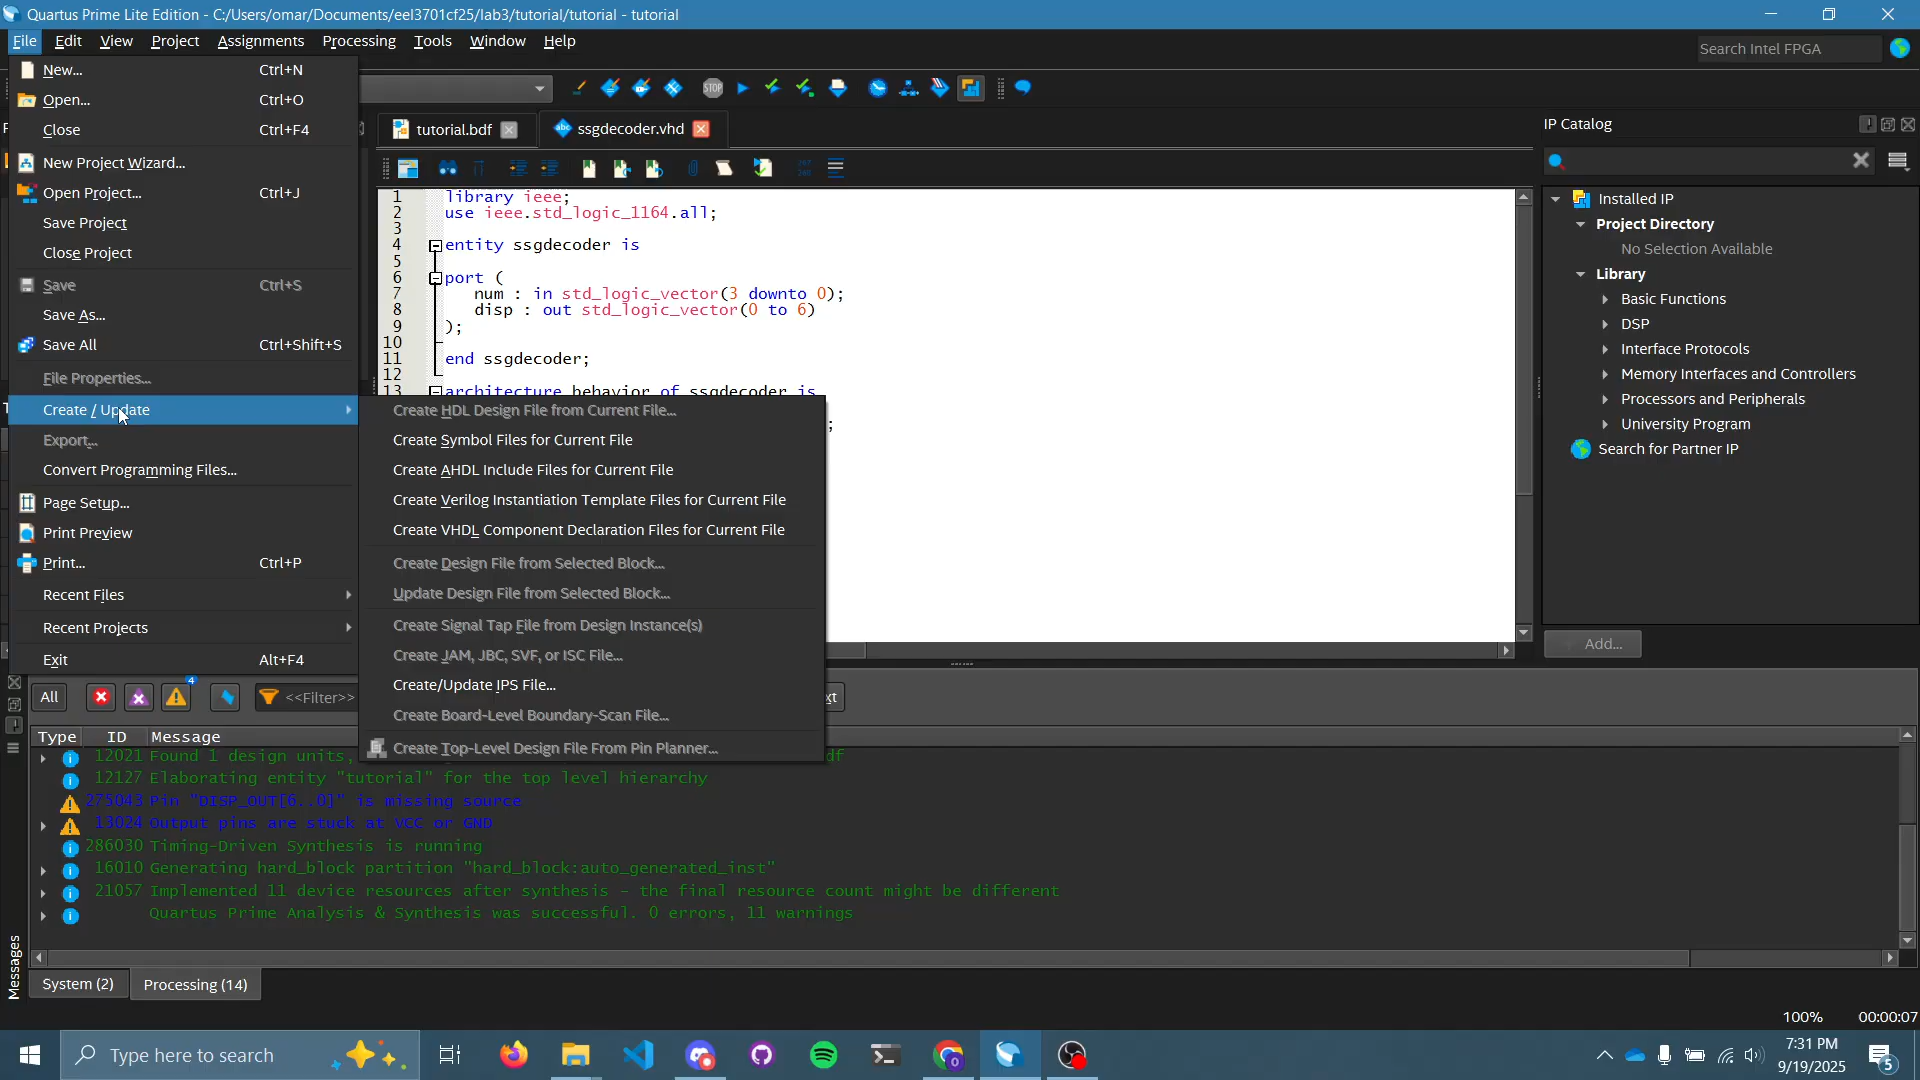 Quartus Prime Lite Edition - C:/Users/omar/Documents/eel3701cf25/lab3/tutorial/tutorial - tutorial
File Edit View Project Assignments Processing Tools Window Help
Search Intel FPGA
New... Ctrl+N
Open... Ctrl+O
Close Ctrl+F4
New Project Wizard...
Open Project... Ctrl+J
Save Project
Close Project
Save Ctrl+S
Save As...
Save All Ctrl+Shift+S
File Properties...
Create / Update
Export...
Convert Programming Files...
Page Setup...
Print Preview
Print... Ctrl+P
Recent Files
Recent Projects
Exit Alt+F4
Create HDL Design File from Current File...
Create Symbol Files for Current File
Create AHDL Include Files for Current File
Create Verilog Instantiation Template Files for Current File
Create VHDL Component Declaration Files for Current File
Create Design File from Selected Block...
Update Design File from Selected Block...
Create Signal Tap File from Design Instance(s)
Create JAM, JBC, SVF, or ISC File...
Create/Update IPS File...
Create Board-Level Boundary-Scan File...
Create Top-Level Design File From Pin Planner...
STOP
tutorial.bdf
abc ssgdecoder.vhd
267
268
1 library ieee;
2 use ieee.std_logic_1164.all;
3
4 entity ssgdecoder is
5
6 port (
7 num : in std_logic_vector(3 downto 0);
8 disp : out std_logic_vector(0 to 6)
9 );
10
11 end ssgdecoder;
12
13 architecture behavior of ssgdecoder is
;
IP Catalog
Installed IP
Project Directory
No Selection Available
Library
Basic Functions
DSP
Interface Protocols
Memory Interfaces and Controllers
Processors and Peripherals
University Program
Search for Partner IP
Add...
All
4
<<Filter>>
xt
Type ID Message
12021 Found 1 design units, df
12127 Elaborating entity "tutorial" for the top level hierarchy
275043 Pin "DISP_OUT[6..0]" is missing source
13024 Output pins are stuck at VCC or GND
286030 Timing-Driven Synthesis is running
16010 Generating hard_block partition "hard_block:auto_generated_inst"
21057 Implemented 11 device resources after synthesis - the final resource count might be different
Quartus Prime Analysis & Synthesis was successful. 0 errors, 11 warnings
Messages
System (2)
Processing (14)
100% 00:00:07
Type here to search
7:31 PM
9/19/2025
5